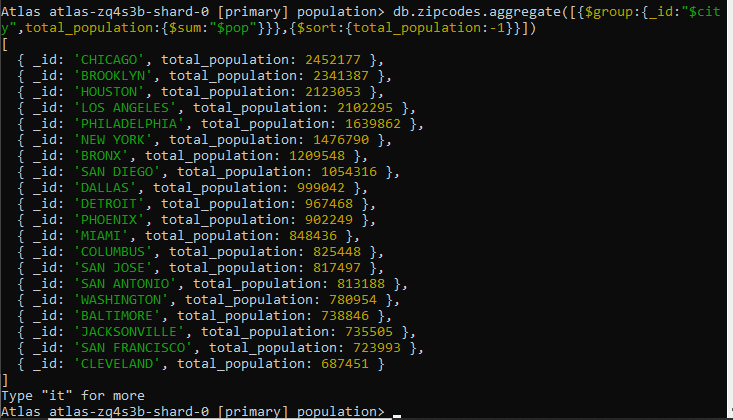 Atlas atlas-zq4s3b-shard-0 [primary] population> db.zipcodes.aggregate([{$group:{_id:"$cit
y",total_population:{$sum:"$pop"}}},{$sort:{total_population:-1}}])
[
  { _id: 'CHICAGO', total_population: 2452177 },
  { _id: 'BROOKLYN', total_population: 2341387 },
  { _id: 'HOUSTON', total_population: 2123053 },
  { _id: 'LOS ANGELES', total_population: 2102295 },
  { _id: 'PHILADELPHIA', total_population: 1639862 },
  { _id: 'NEW YORK', total_population: 1476790 },
  { _id: 'BRONX', total_population: 1209548 },
  { _id: 'SAN DIEGO', total_population: 1054316 },
  { _id: 'DALLAS', total_population: 999042 },
  { _id: 'DETROIT', total_population: 967468 },
  { _id: 'PHOENIX', total_population: 902249 },
  { _id: 'MIAMI', total_population: 848436 },
  { _id: 'COLUMBUS', total_population: 825448 },
  { _id: 'SAN JOSE', total_population: 817497 },
  { _id: 'SAN ANTONIO', total_population: 813188 },
  { _id: 'WASHINGTON', total_population: 780954 },
  { _id: 'BALTIMORE', total_population: 738846 },
  { _id: 'JACKSONVILLE', total_population: 735505 },
  { _id: 'SAN FRANCISCO', total_population: 723993 },
  { _id: 'CLEVELAND', total_population: 687451 }
]
Type "it" for more
Atlas atlas-zq4s3b-shard-0 [primary] population>